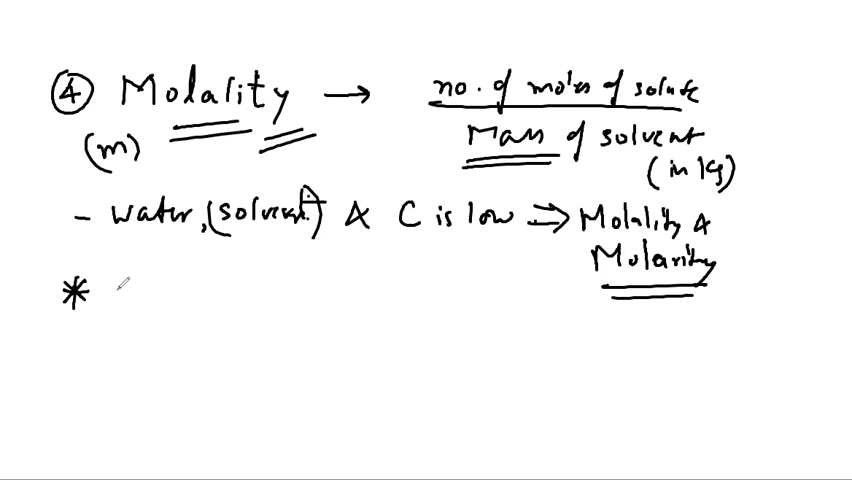 ④ Molality → no. of moles of solute
(m) Mass of solvent
(in kg)
- water, (solvent) & C is low ⇒ Molality &
Molarity
*